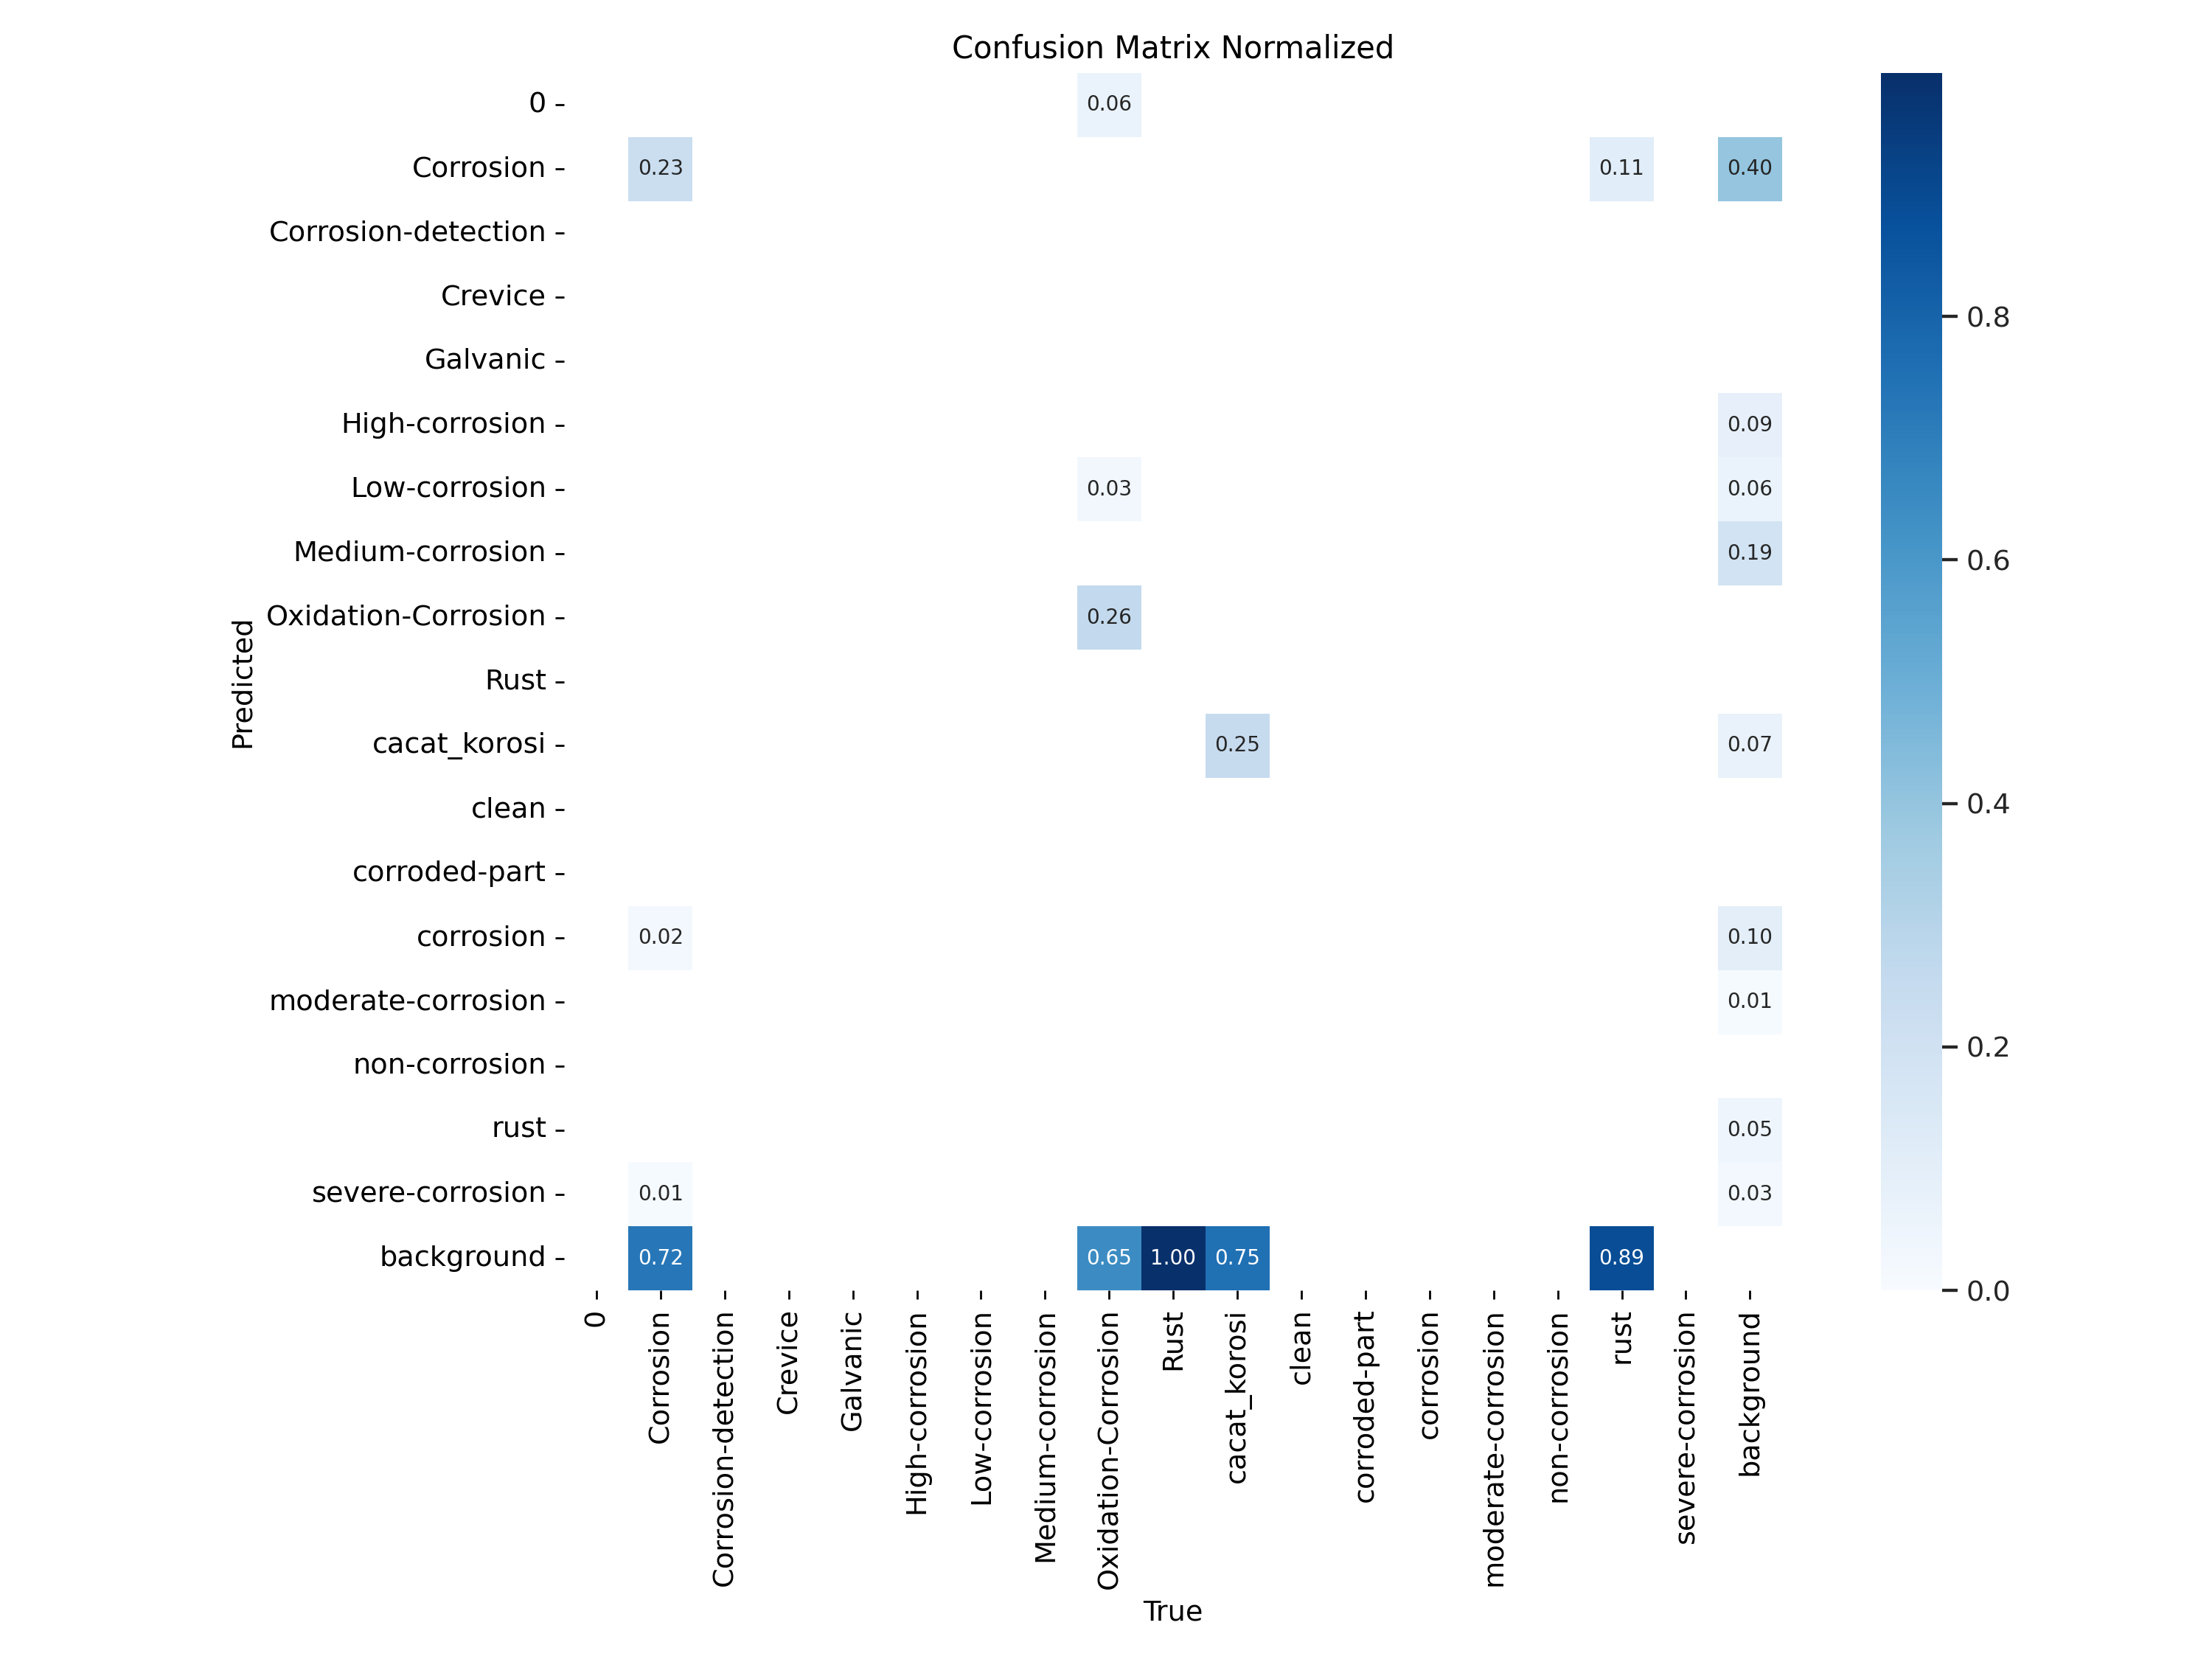 Confusion Matrix Normalized
0 0.06
Corrosion 0.23 0.11 0.40
Corrosion-detection
Crevice
Galvanic
High-corrosion 0.09
Low-corrosion 0.03 0.06
Medium-corrosion 0.19
Oxidation-Corrosion 0.26
Rust
cacat_korosi 0.25 0.07
clean
corroded-part
corrosion 0.02 0.10
moderate-corrosion 0.01
non-corrosion
rust 0.05
severe-corrosion 0.01 0.03
background 0.72 0.65 1.00 0.75 0.89
Predicted
0
Corrosion
Corrosion-detection
Crevice
Galvanic
High-corrosion
Low-corrosion
Medium-corrosion
Oxidation-Corrosion
Rust
cacat_korosi
clean
corroded-part
corrosion
moderate-corrosion
non-corrosion
rust
severe-corrosion
background
True
0.8
0.6
0.4
0.2
0.0